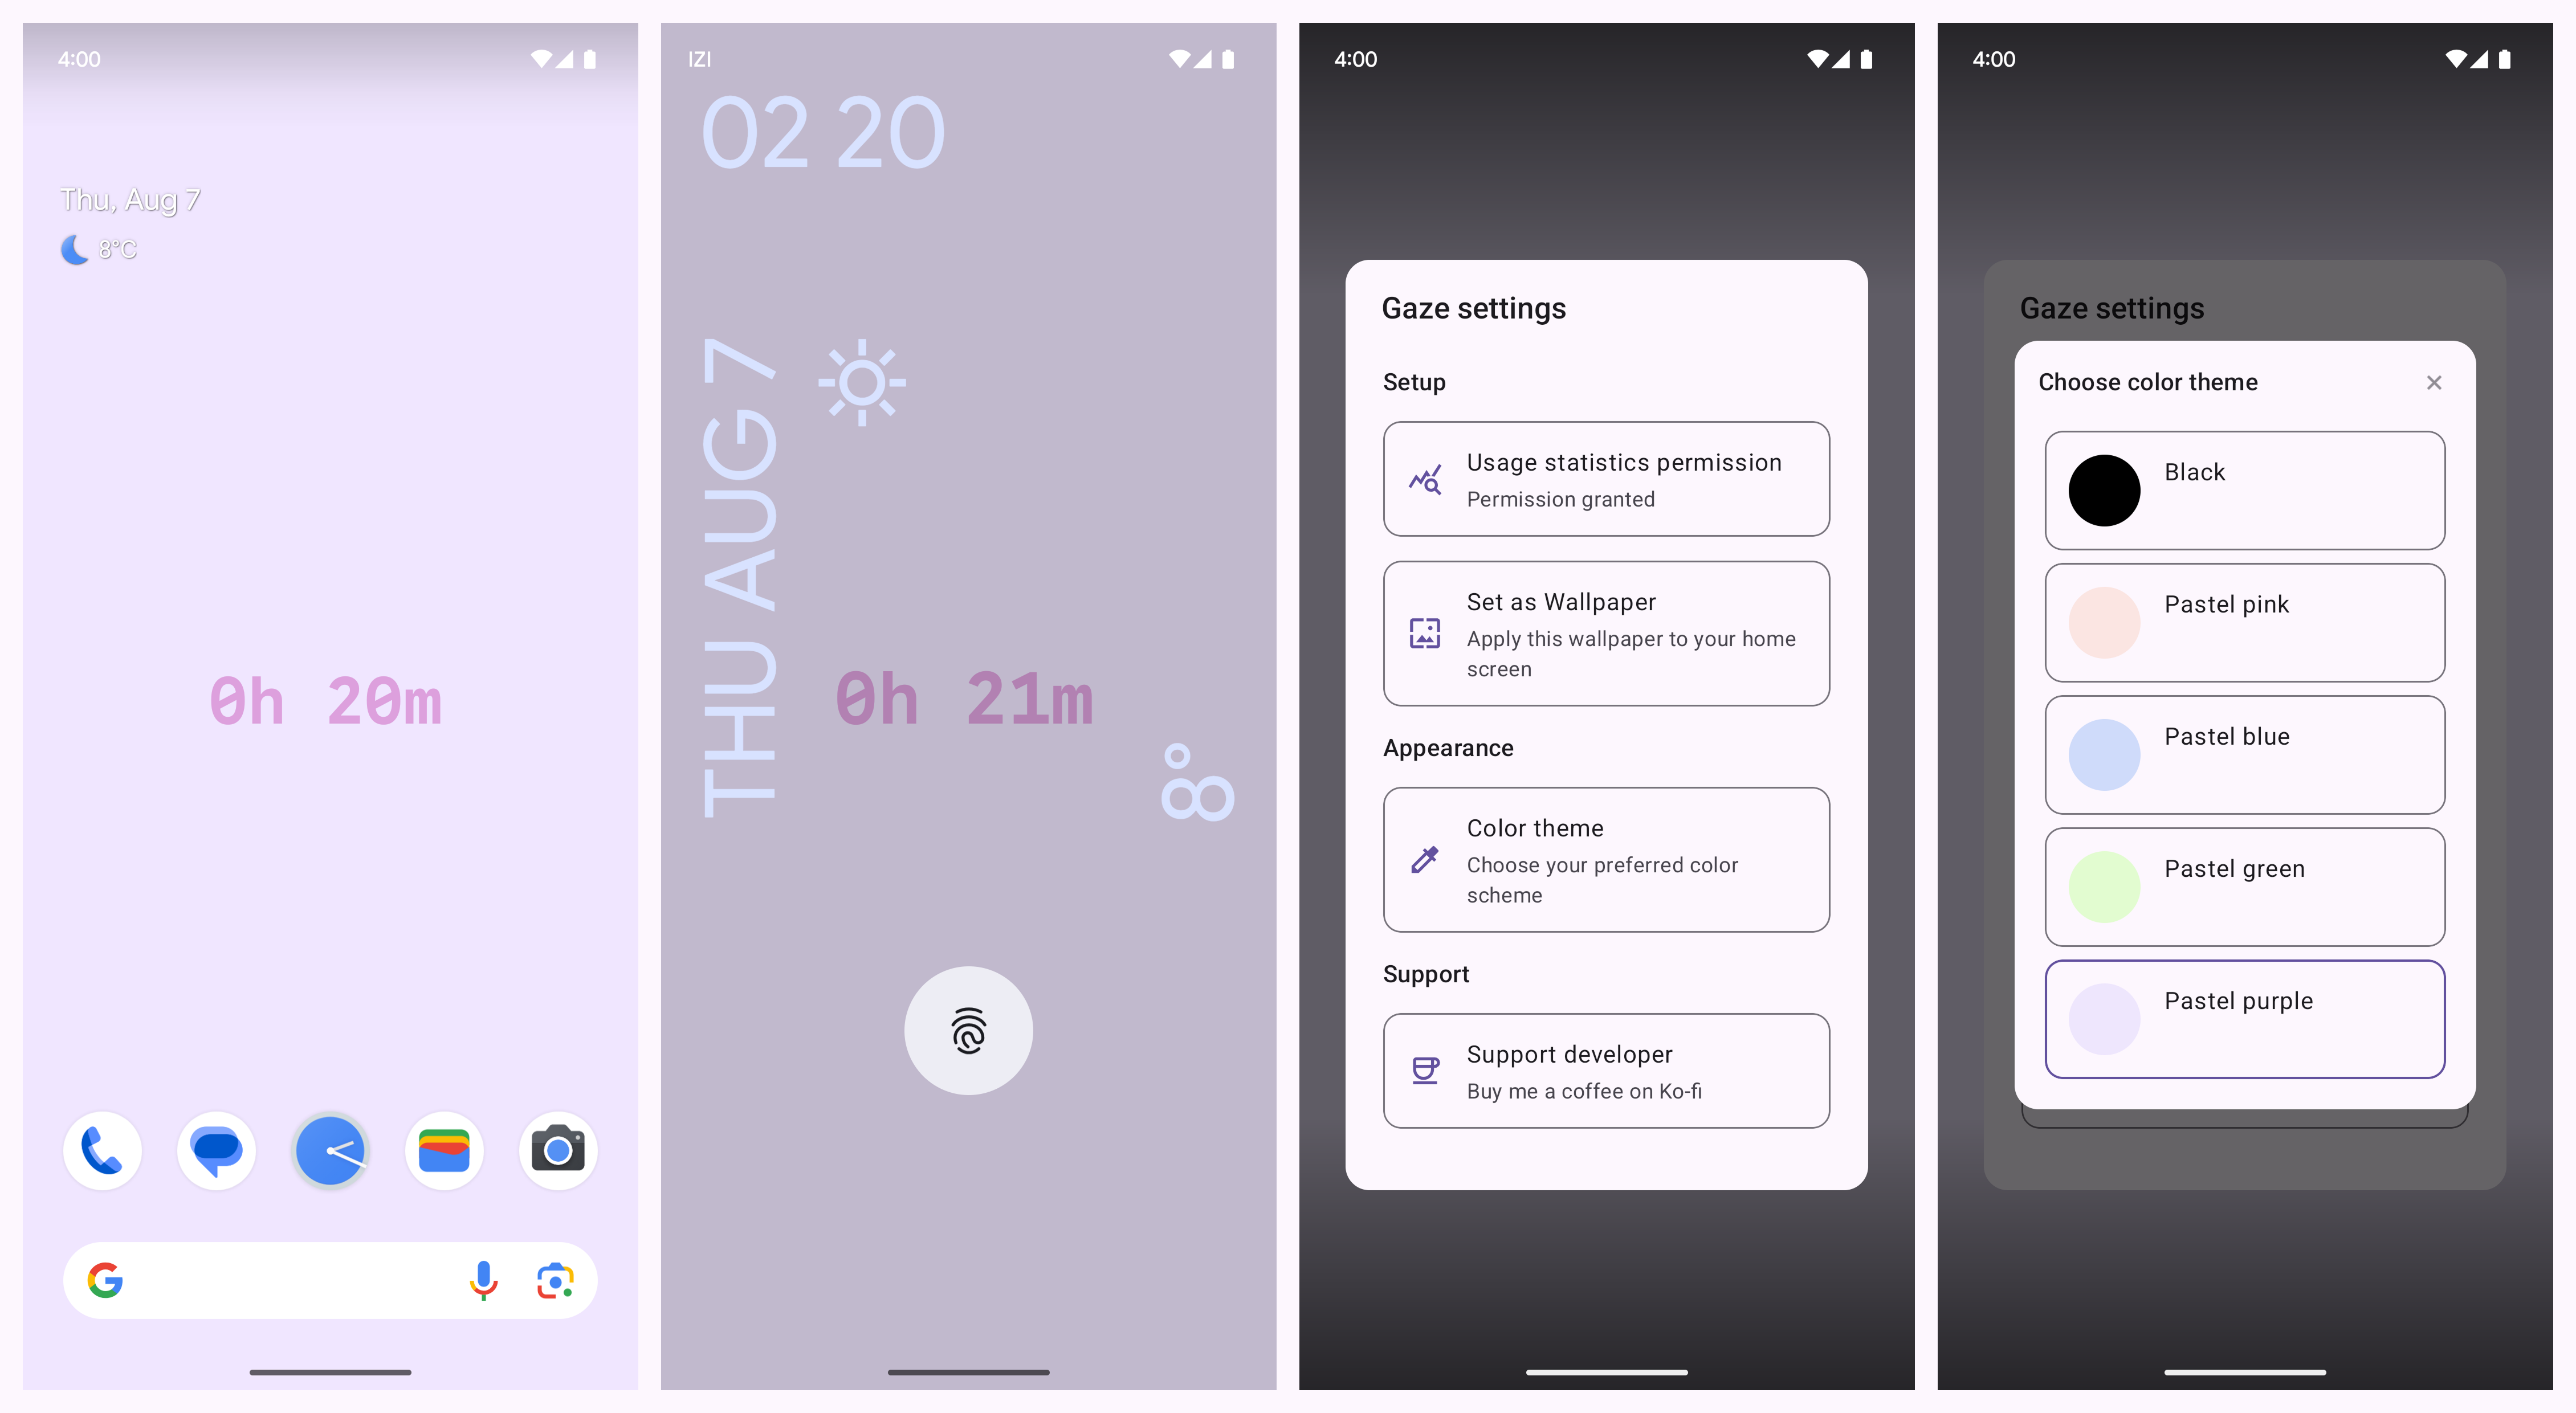 4:00
Thu, Aug 7
8°C
0h 20m
IZI
02 20
THU AUG 7
0h 21m
8°
4:00
Gaze settings
Setup
Usage statistics permission
Permission granted
Set as Wallpaper
Apply this wallpaper to your home
screen
Appearance
Color theme
Choose your preferred color
scheme
Support
Support developer
Buy me a coffee on Ko-fi
4:00
Gaze settings
Choose color theme
Black
Pastel pink
Pastel blue
Pastel green
Pastel purple